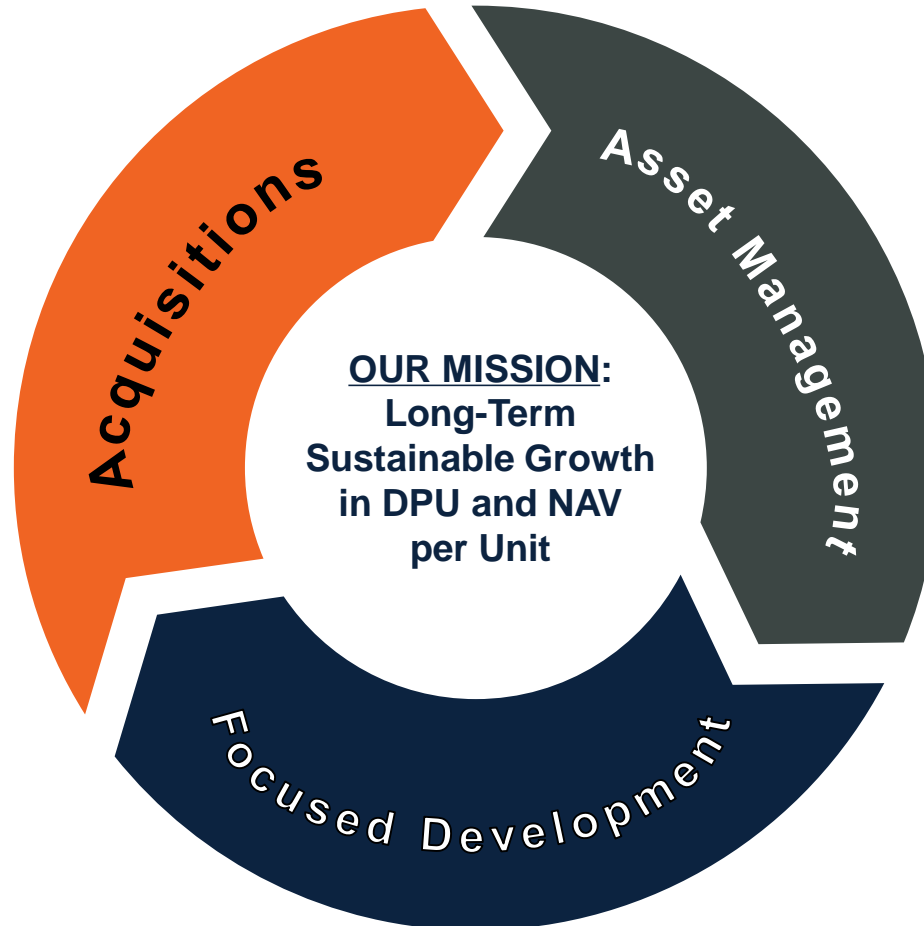 Acquisitions
Asset Management
OUR MISSION:
Long-Term
Sustainable Growth
in DPU and NAV
per Unit
Focused Development